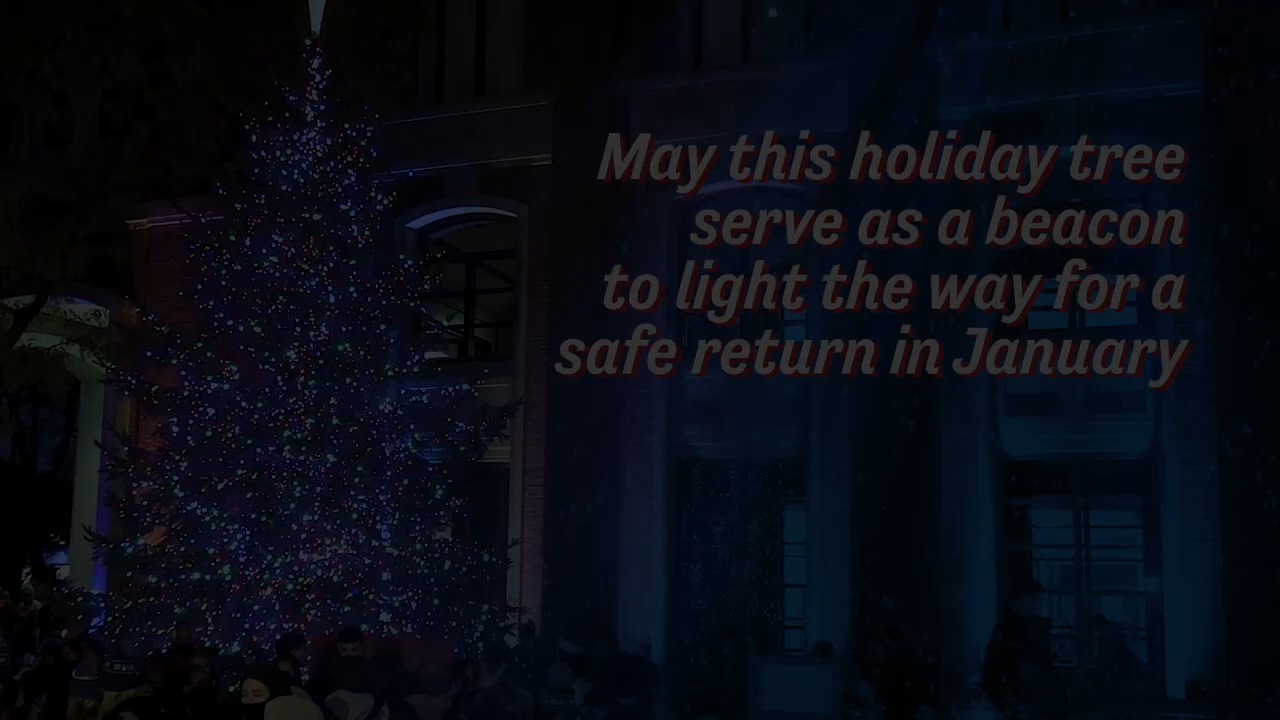 May this holiday tree
serve as a beacon
to light the way for a
safe return in January